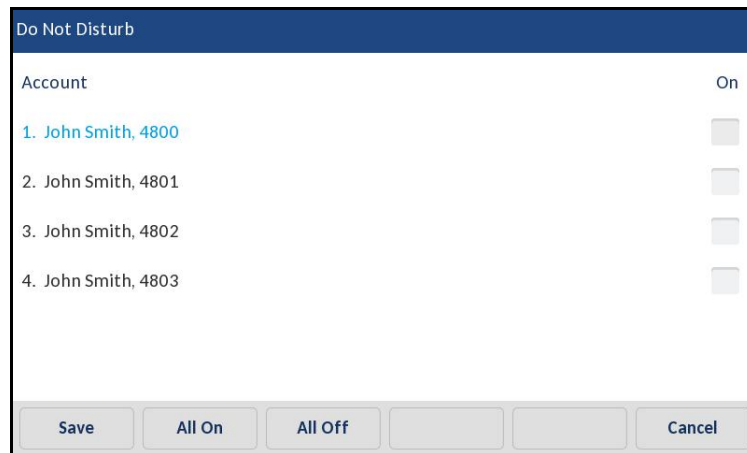 Do Not Disturb
Account On
1. John Smith, 4800
2. John Smith, 4801
3. John Smith, 4802
4. John Smith, 4803
Save All On All Off Cancel